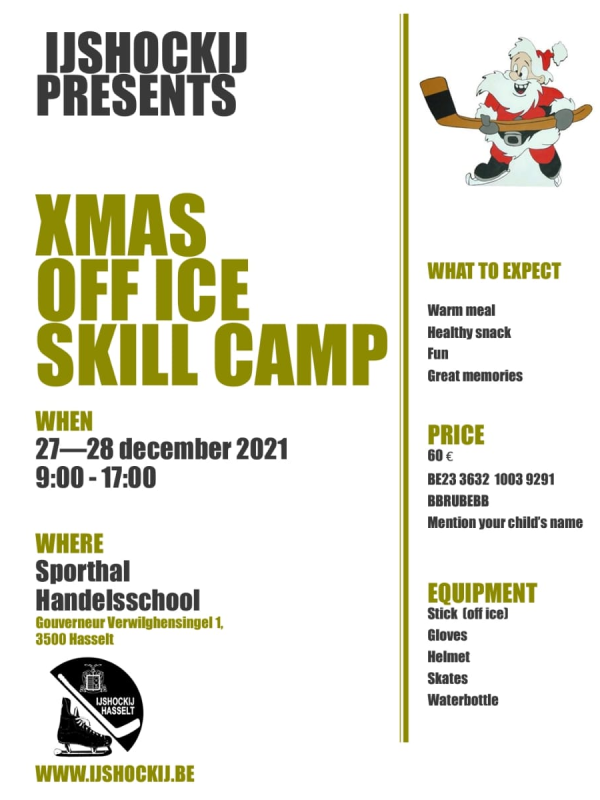 IJSHOCKIJ
PRESENTS
XMAS
OFF ICE
SKILL CAMP
WHEN
27—28 december 2021
9:00 - 17:00
WHERE
Sporthal
Handelsschool
Gouverneur Verwilghensingel 1,
3500 Hasselt
IJSHOCKIJ
HASSELT
WWW.IJSHOCKIJ.BE
WHAT TO EXPECT
Warm meal
Healthy snack
Fun
Great memories
PRICE
60 €
BE23 3632 1003 9291
BBRUBEBB
Mention your child's name
EQUIPMENT
Stick (off ice)
Gloves
Helmet
Skates
Waterbottle